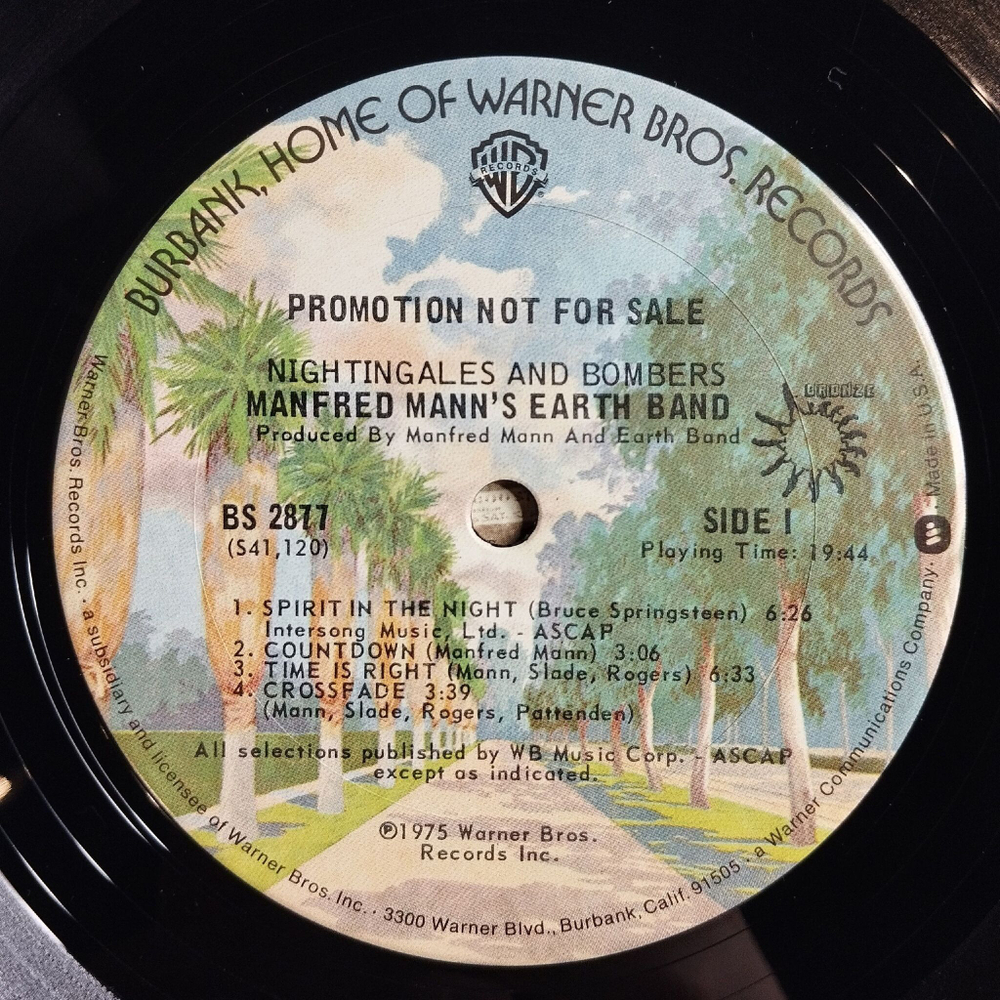 BURBANK, HOME OF WARNER BROS. RECORDS
WB
RECORDS
®
PROMOTION NOT FOR SALE
NIGHTINGALES AND BOMBERS
MANFRED MANN'S EARTH BAND
Produced By Manfred Mann And Earth Band
BRONZE
BS 2877
(S41,120)
SIDE 1
Playing Time: 19:44
1. SPIRIT IN THE NIGHT (Bruce Springsteen) 6:26
Intersong Music, Ltd. - ASCAP
2. COUNTDOWN (Manfred Mann) 3:06
3. TIME IS RIGHT (Mann, Slade, Rogers) 6:33
4. CROSSFADE 3:39
(Mann, Slade, Rogers, Pattenden)
All selections published by WB Music Corp. - ASCAP
except as indicated.
℗1975 Warner Bros.
Records Inc.
Warner Bros. Records Inc. · a subsidiary and licensee of Warner Bros. Inc. · 3300 Warner Blvd., Burbank, Calif. 91505 · a Warner Communications Company. Made in U.S.A.